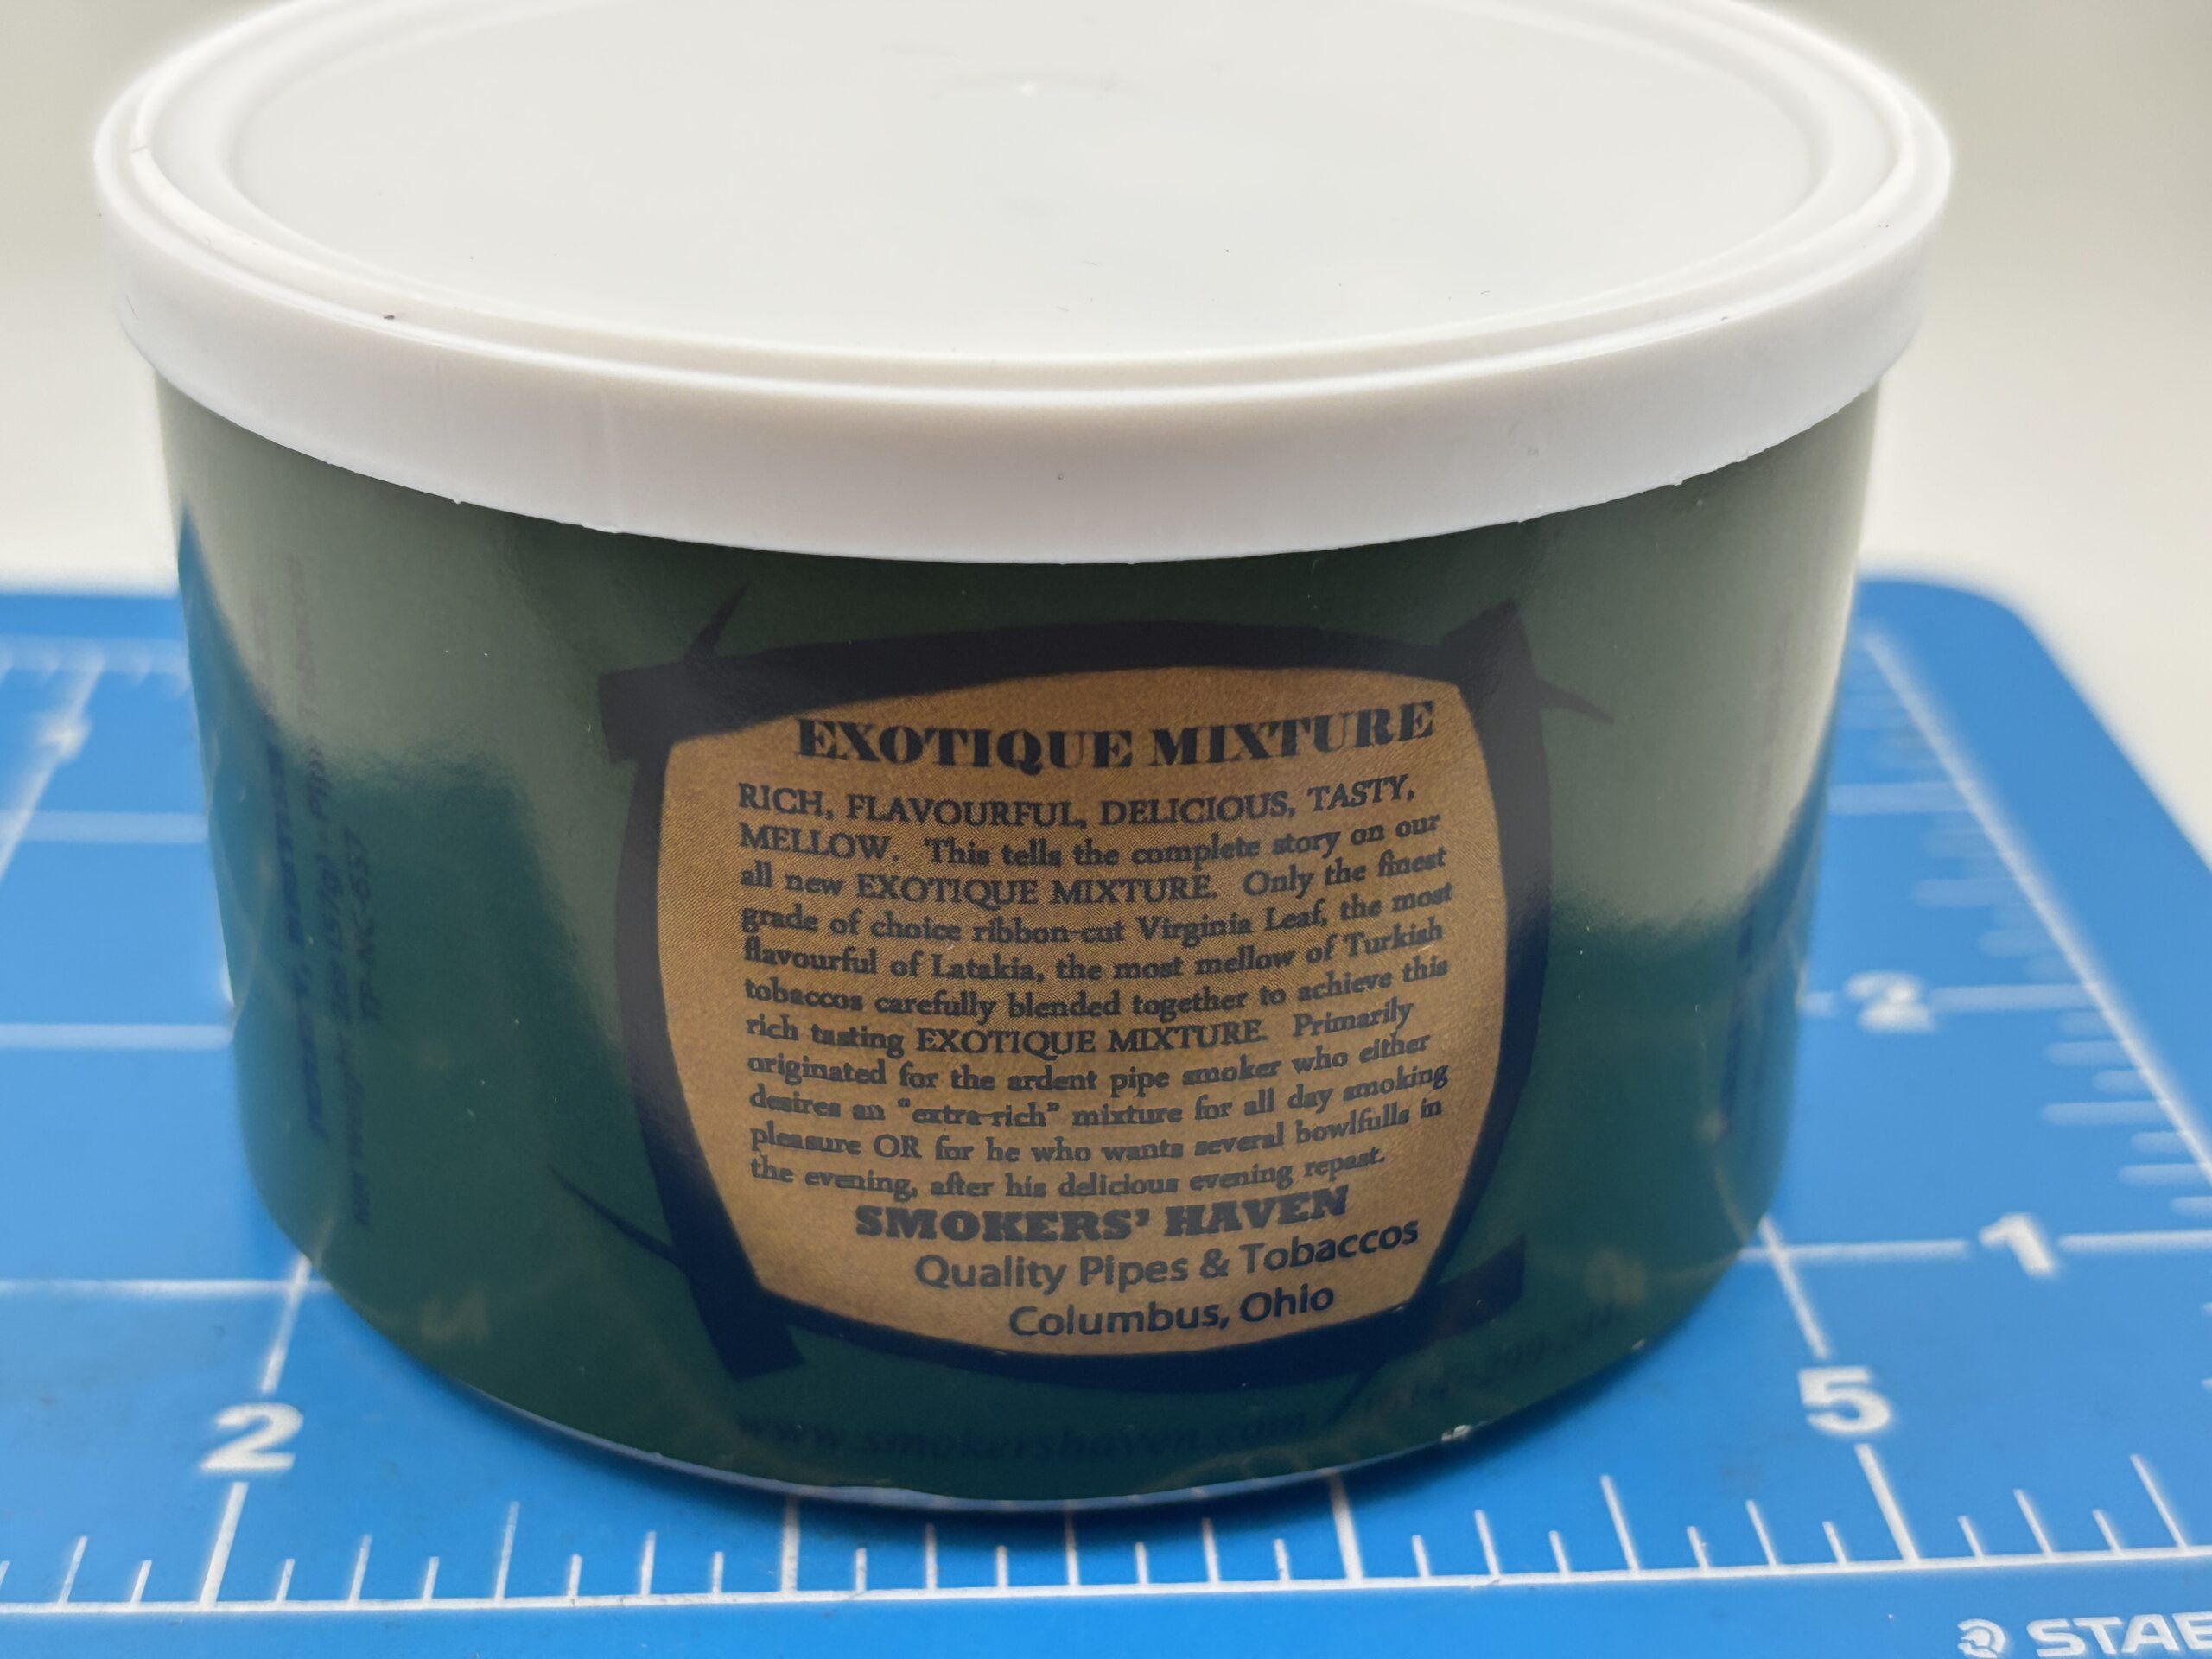 EXOTIQUE MIXTURE
RICH, FLAVOURFUL, DELICIOUS, TASTY,
MELLOW. This tells the complete story on our
all new EXOTIQUE MIXTURE. Only the finest
grade of choice ribbon-cut Virginia Leaf, the most
flavourful of Latakia, the most mellow of Turkish
tobaccos carefully blended together to achieve this
rich tasting EXOTIQUE MIXTURE. Primarily
originated for the ardent pipe smoker who either
desires an "extra-rich" mixture for all day smoking
pleasure OR for he who wants several bowlfulls in
the evening, after his delicious evening repast.
SMOKERS' HAVEN
Quality Pipes & Tobaccos
Columbus, Ohio
www.smokershaven.com
2
1
2
5
STAE